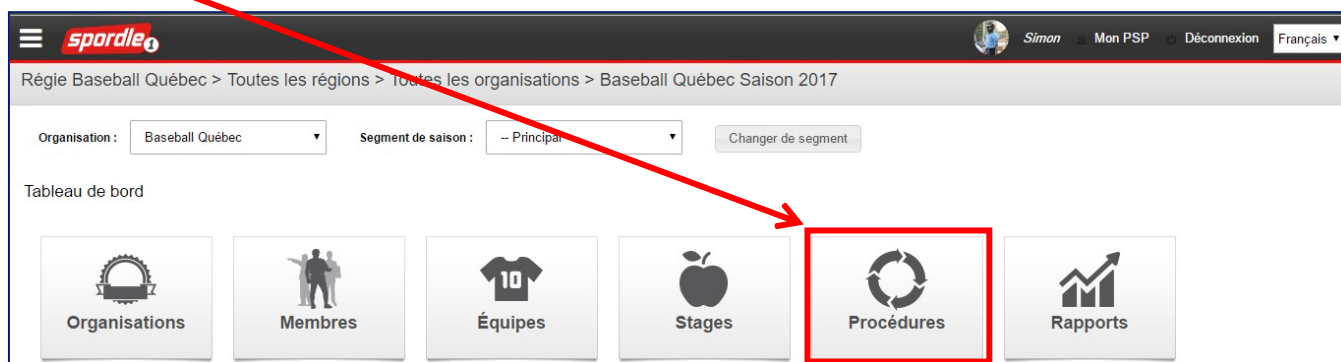 spordle 1 Simon Mon PSP Déconnexion Français
Régie Baseball Québec > Toutes les régions > Toutes les organisations > Baseball Québec Saison 2017
Organisation : Baseball Québec Segment de saison : -- Principal Changer de segment
Tableau de bord
10
Organisations Membres Équipes Stages Procédures Rapports